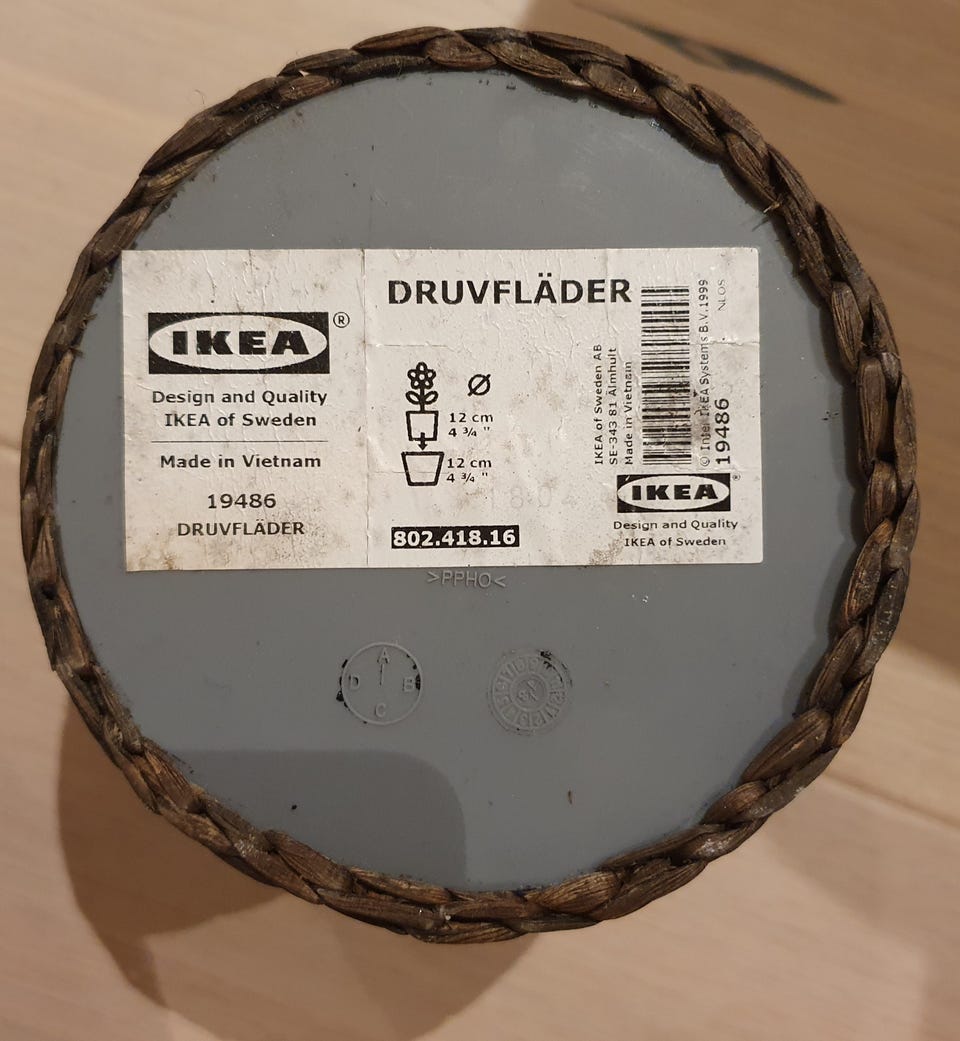 IKEA®
Design and Quality
IKEA of Sweden
Made in Vietnam
19486
DRUVFLÄDER
DRUVFLÄDER
Ø
12 cm
4 ¾ "
12 cm
4 ¾ "
802.418.16
IKEA of Sweden AB
SE-343 81 Älmhult
Made in Vietnam
© Inter IKEA Systems B.V. 1999
19486
IKEA®
Design and Quality
IKEA of Sweden
>PPHO<
A
D
B
C